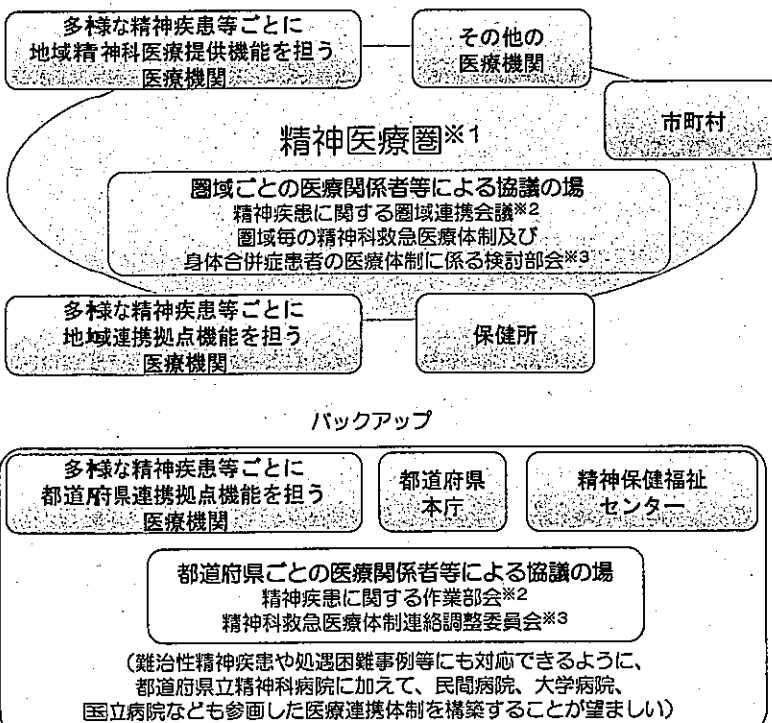 多様な精神疾患等ごとに
地域精神科医療提供機能を担う
医療機関
その他の
医療機関
市町村
精神医療圏※1
圏域ごとの医療関係者等による協議の場
精神疾患に関する圏域連携会議※2
圏域毎の精神科救急医療体制及び
身体合併症患者の医療体制に係る検討部会※3
多様な精神疾患等ごとに
地域連携拠点機能を担う
医療機関
保健所
バックアップ
多様な精神疾患等ごとに
都道府県連携拠点機能を担う
医療機関
都道府県
本庁
精神保健福祉
センター
都道府県ごとの医療関係者等による協議の場
精神疾患に関する作業部会※2
精神科救急医療体制連絡調整委員会※3
(難治性精神疾患や処遇困難事例等にも対応できるように、
都道府県立精神科病院に加えて、民間病院、大学病院、
国立病院なども参画した医療連携体制を構築することが望ましい)